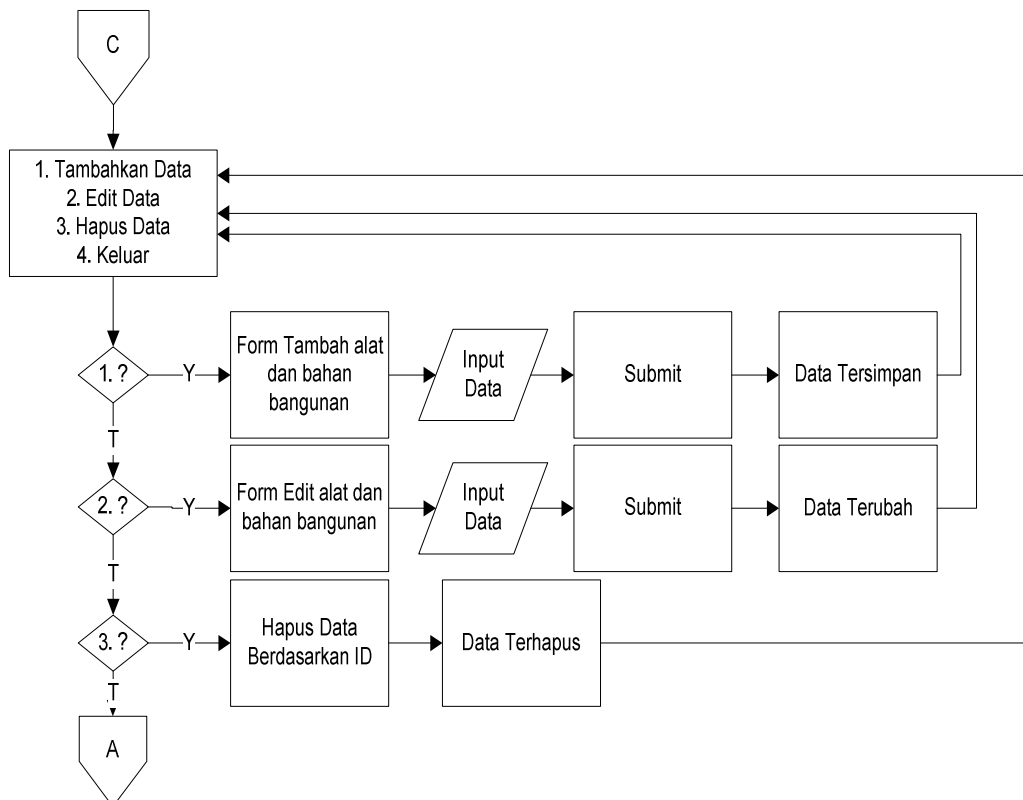 C
1. Tambahkan Data
2. Edit Data
3. Hapus Data
4. Keluar
1. ?
Y
Form Tambah alat
dan bahan
bangunan
Input
Data
Submit
Data Tersimpan
T
2. ?
Y
Form Edit alat dan
bahan bangunan
Input
Data
Submit
Data Terubah
T
3. ?
Y
Hapus Data
Berdasarkan ID
Data Terhapus
T
A